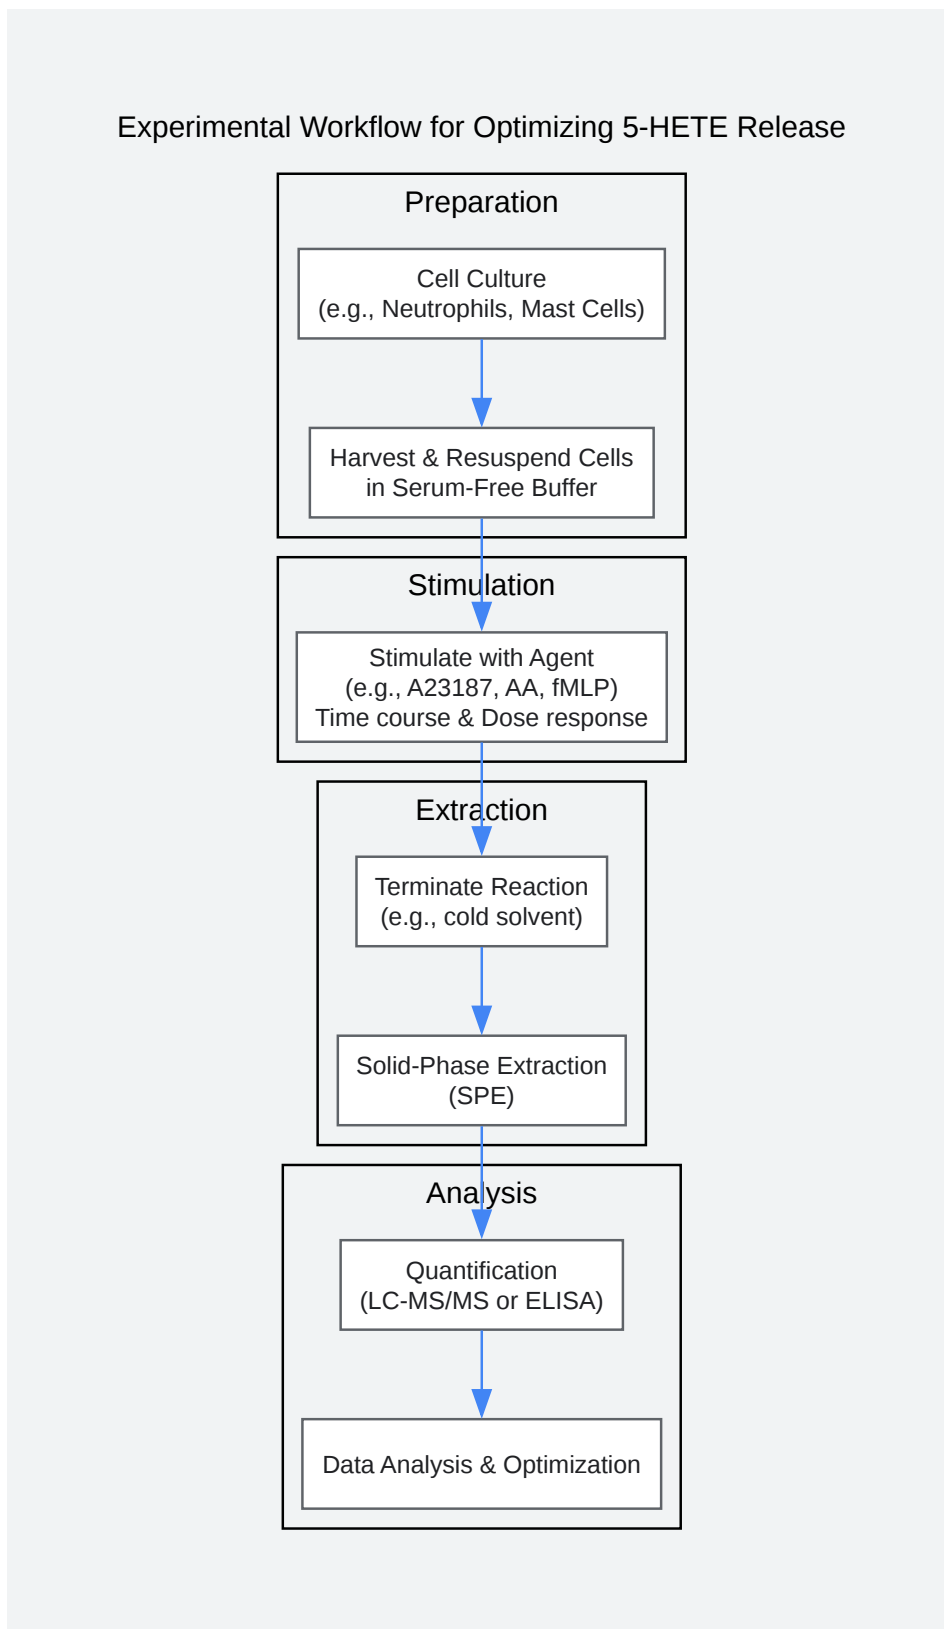 Experimental Workflow for Optimizing 5-HETE Release
Preparation
Cell Culture
(e.g., Neutrophils, Mast Cells)
Harvest & Resuspend Cells
in Serum-Free Buffer
Stimulation
Stimulate with Agent
(e.g., A23187, AA, fMLP)
Time course & Dose response
Extraction
Terminate Reaction
(e.g., cold solvent)
Solid-Phase Extraction
(SPE)
Analysis
Quantification
(LC-MS/MS or ELISA)
Data Analysis & Optimization